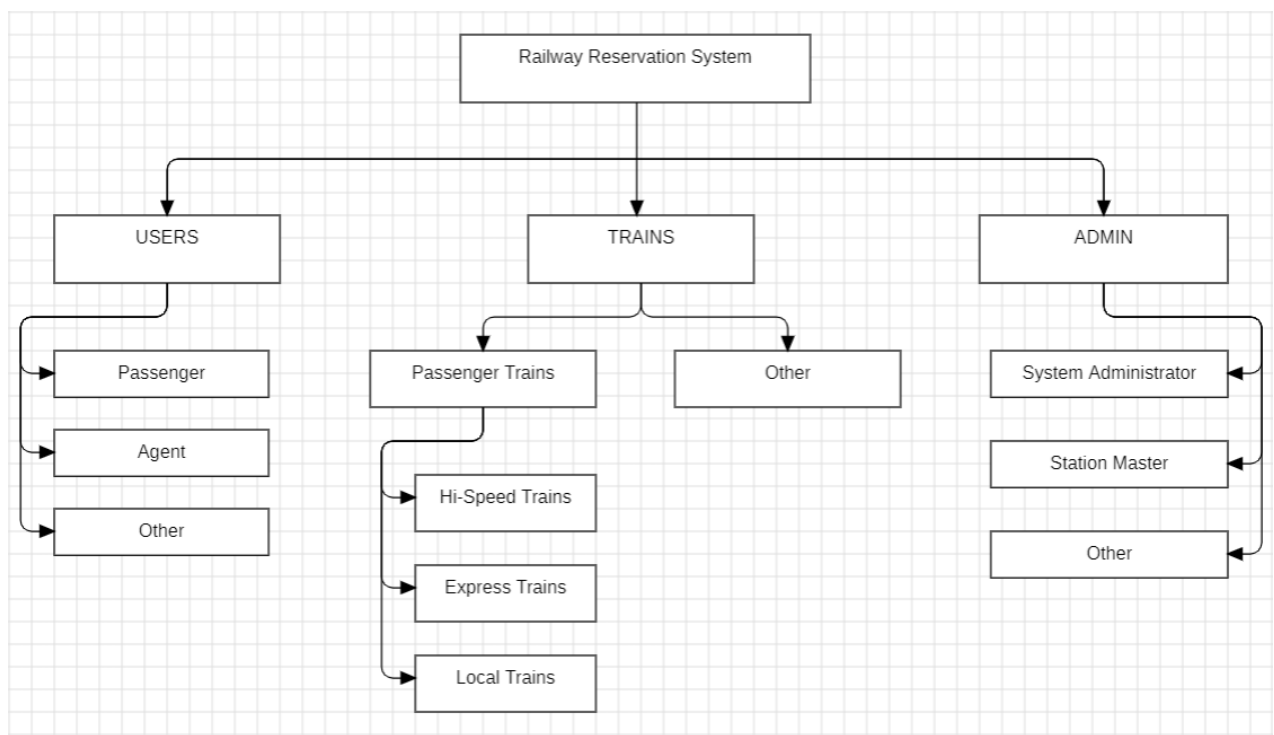 Railway Reservation System
USERS
TRAINS
ADMIN
Passenger
Passenger Trains
Other
System Administrator
Agent
Station Master
Hi-Speed Trains
Other
Other
Express Trains
Local Trains